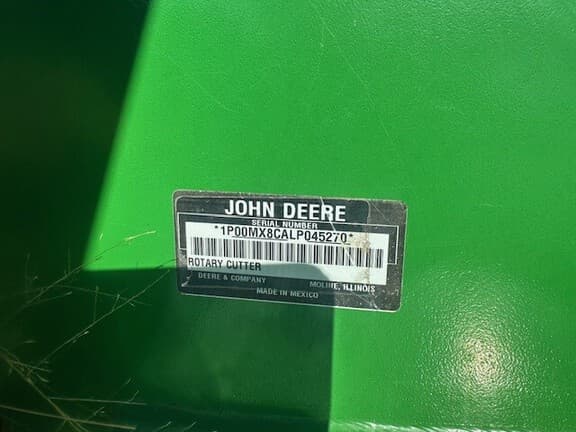 JOHN DEERE
SERIAL NUMBER
*1P00MX8CALP045270*
ROTARY CUTTER
DEERE & COMPANY MOLINE, ILLINOIS
MADE IN MEXICO